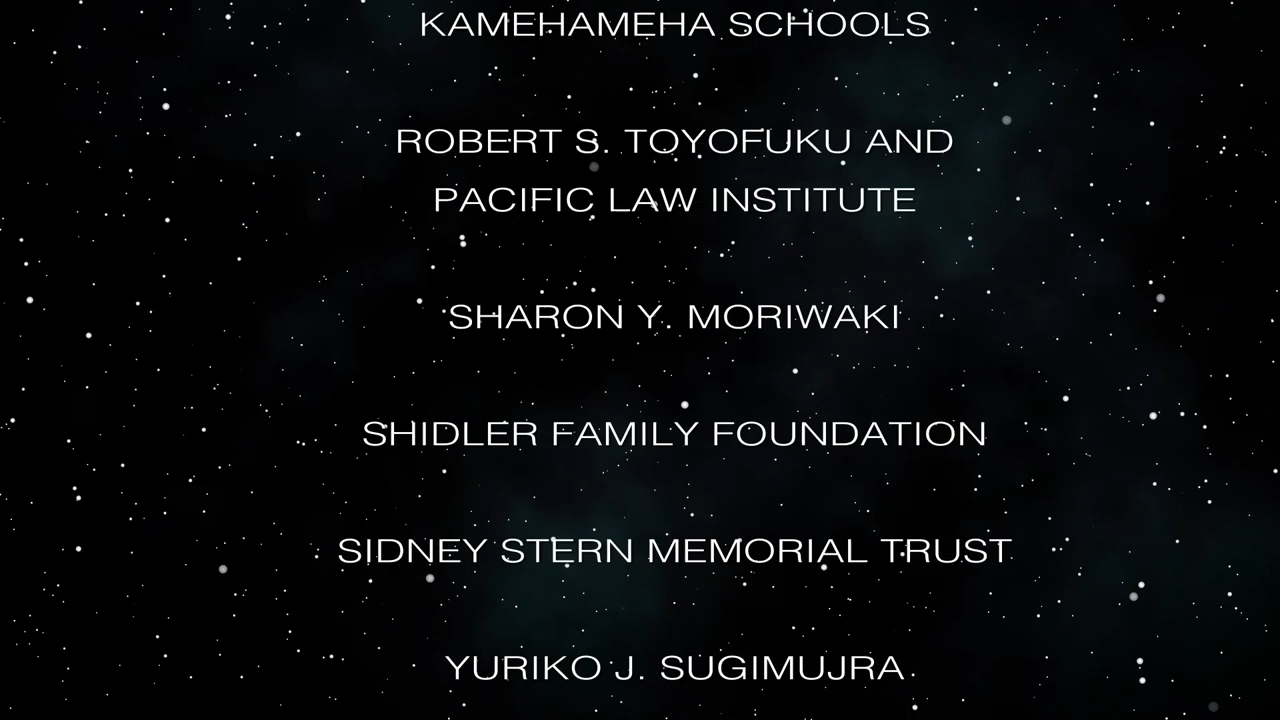 KAMEHAMEHA SCHOOLS
ROBERT S. TOYOFUKU AND
PACIFIC LAW INSTITUTE
SHARON Y. MORIWAKI
SHIDLER FAMILY FOUNDATION
SIDNEY STERN MEMORIAL TRUST
YURIKO J. SUGIMUJRA